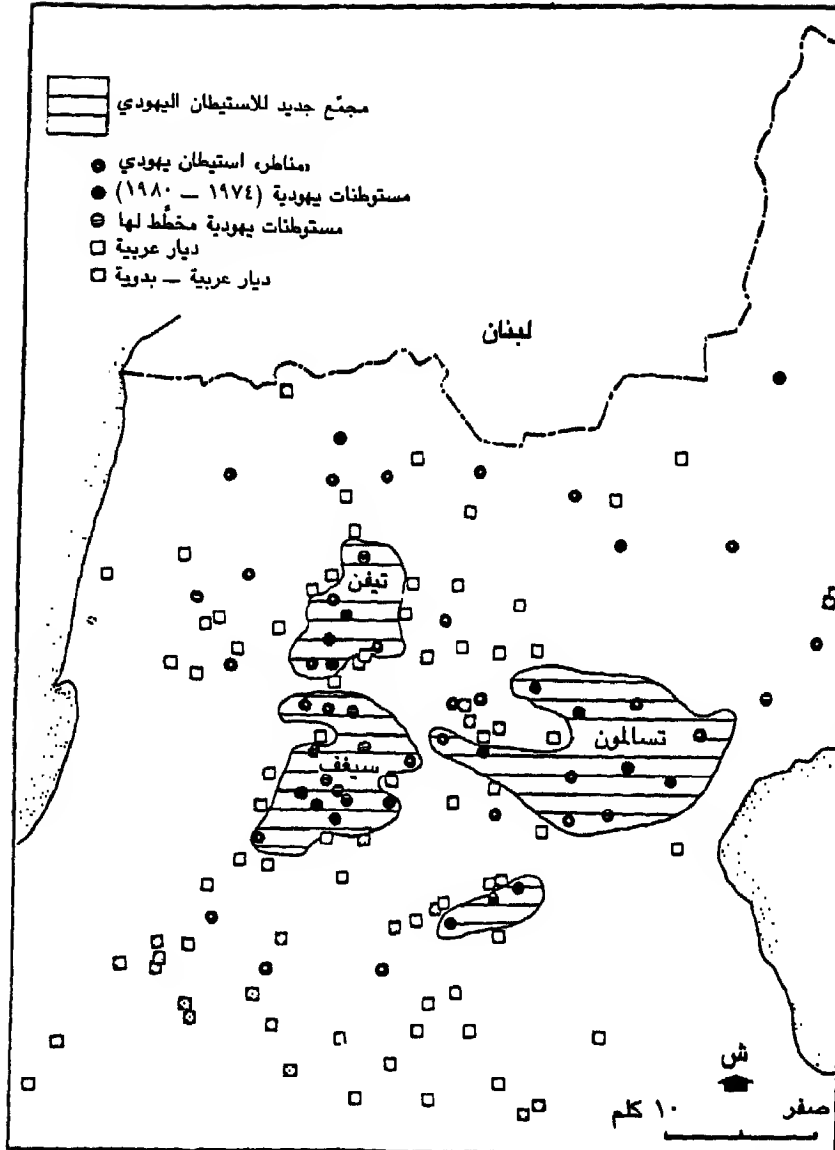 مجمّع جديد للاستيطان اليهودي
«مناطر» استيطان يهودي
مستوطنات يهودية (١٩٧٤ — ١٩٨٠)
مستوطنات يهودية مخطَّط لها
ديار عربية
ديار عربية — بدوية
لبنان
تيفن
تسالمون
سيغف
ش
صفر ١٠ كلم